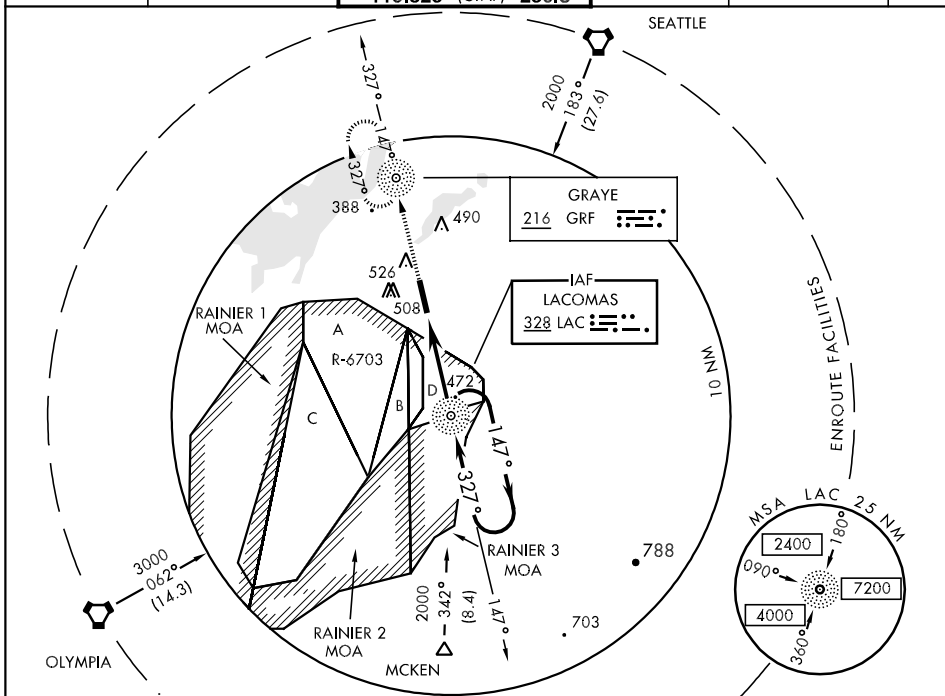 SEATTLE
327°
2000
183°
(27.6)
147°
327°
388
GRAYE
216 GRF
490
526
508
IAF
LACOMAS
328 LAC
RAINIER 1
MOA
A
R-6703
472
D
B
C
10 NM
ENROUTE FACILITIES
147°
327°
RAINIER 3
MOA
788
703
3000
062°
(14.3)
OLYMPIA
RAINIER 2
MOA
2000
342°
(8.4)
147°
MCKEN
MSA LAC 25 NM
2400
180°
090°
7200
4000
360°